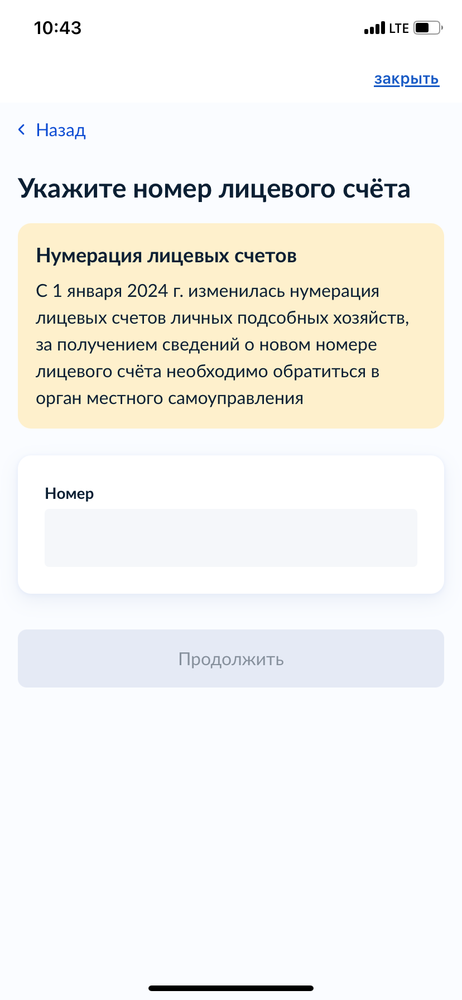 10:43
LTE
закрыть
Назад
Укажите номер лицевого счёта
Нумерация лицевых счетов
С 1 января 2024 г. изменилась нумерация
лицевых счетов личных подсобных хозяйств,
за получением сведений о новом номере
лицевого счёта необходимо обратиться в
орган местного самоуправления
Номер
Продолжить